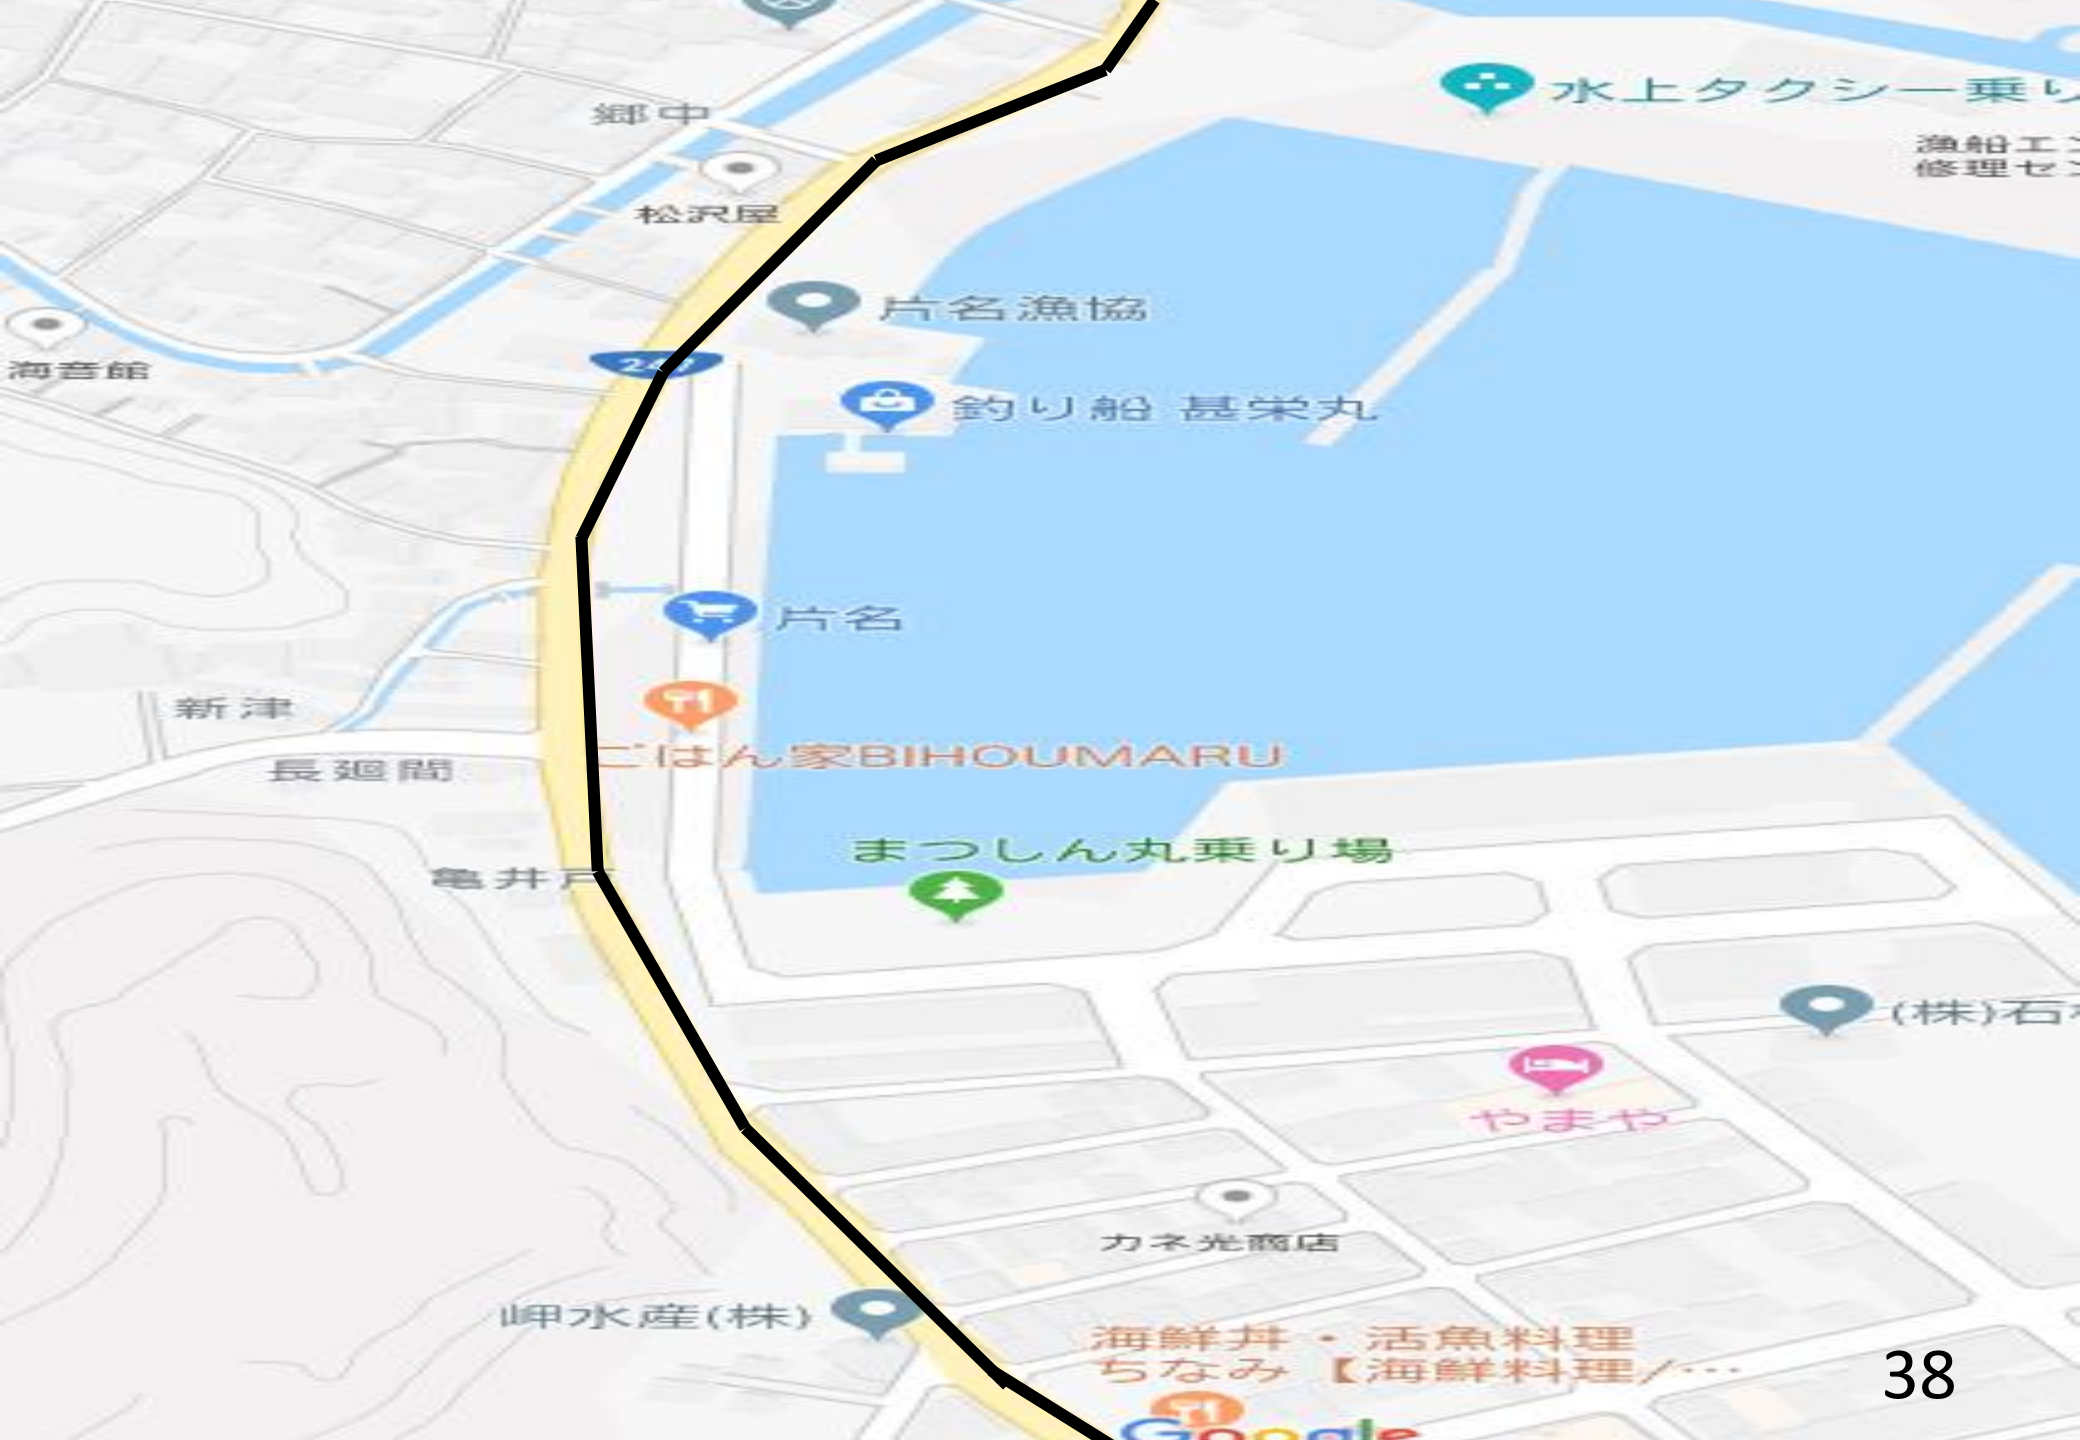 水上タクシー乗り
漁船エン
修理セン
郷中
松沢屋
片名漁協
海音館
247
釣り船 甚栄丸
片名
新津
長廻間
ごはん家BIHOUMARU
まつしん丸乗り場
亀井戸
(株)石
やまや
カネ光商店
岬水産(株)
海鮮丼・活魚料理
ちなみ【海鮮料理/…
38
Google